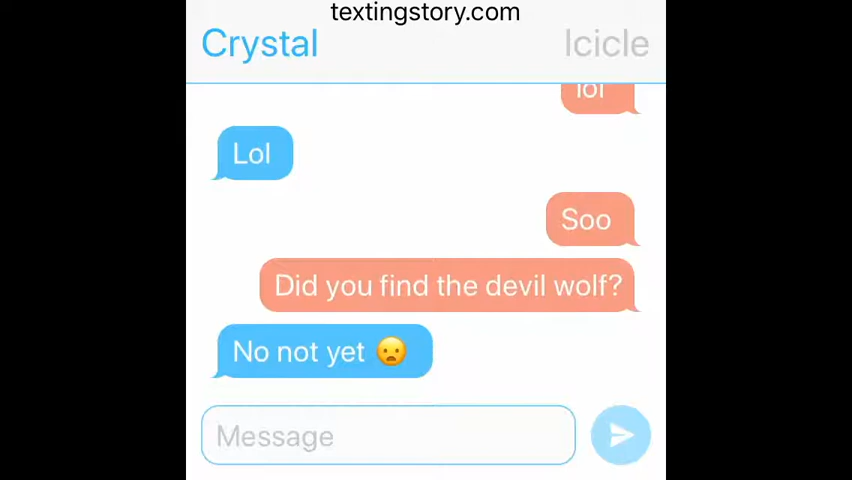 textingstory.com
Crystal
Icicle
lol
Lol
Soo
Did you find the devil wolf?
No not yet 😦
Message